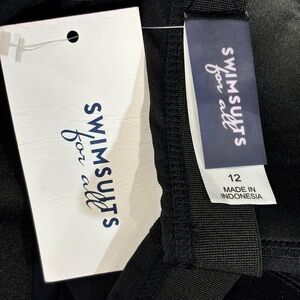 SWIMSUITS
for all
SWIMSUITS
for all
12
MADE IN
INDONESIA